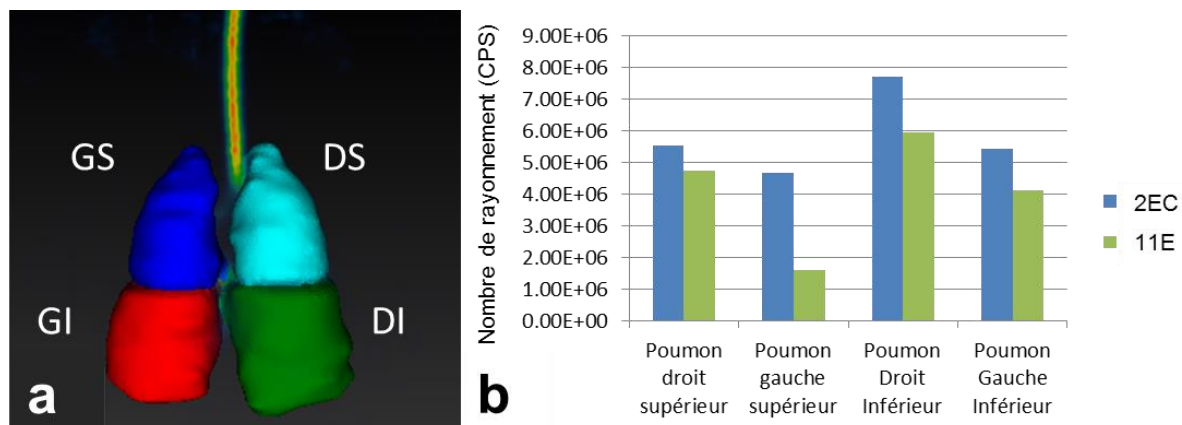 GS
DS
GI
DI
a
Nombre de rayonnement (CPS)
9.00E+06
8.00E+06
7.00E+06
6.00E+06
5.00E+06
4.00E+06
3.00E+06
2.00E+06
1.00E+06
0.00E+00
Poumon
droit
supérieur
Poumon
gauche
supérieur
Poumon
Droit
Inférieur
Poumon
Gauche
Inférieur
2EC
11E
b